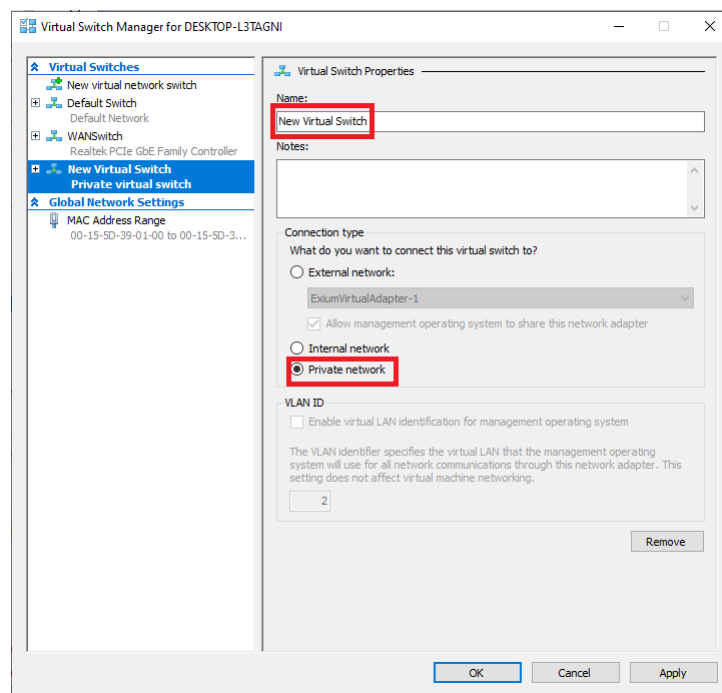 Virtual Switch Manager for DESKTOP-L3TAGNI
Virtual Switches
New virtual network switch
Default Switch
Default Network
WANSwitch
Realtek PCIe GbE Family Controller
New Virtual Switch
Private virtual switch
Global Network Settings
MAC Address Range
00-15-5D-39-01-00 to 00-15-5D-3...
Virtual Switch Properties
Name:
New Virtual Switch
Notes:
Connection type
What do you want to connect this virtual switch to?
External network:
ExiumVirtualAdapter-1
Allow management operating system to share this network adapter
Internal network
Private network
VLAN ID
Enable virtual LAN identification for management operating system
The VLAN identifier specifies the virtual LAN that the management operating
system will use for all network communications through this network adapter. This
setting does not affect virtual machine networking.
2
Remove
OK Cancel Apply